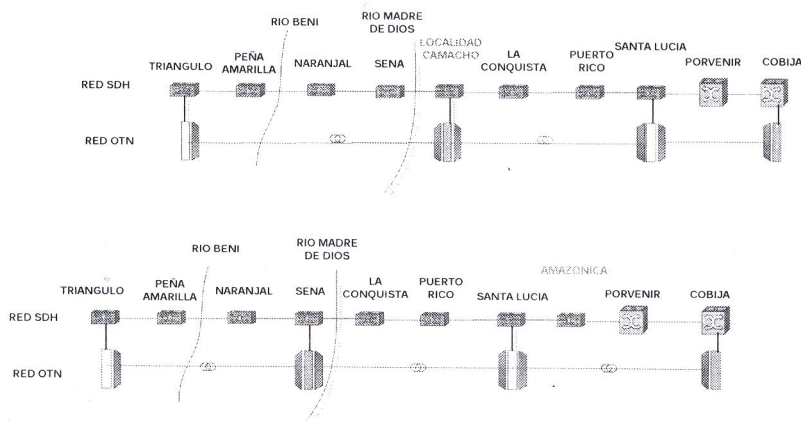 RIO BENI
RIO MADRE
DE DIOS
LOCALIDAD
CAMACHO
SANTA LUCIA
PEÑA
AMARILLA
LA
CONQUISTA
PUERTO
RICO
TRIANGULO
NARANJAL
SENA
PORVENIR
COBIJA
RED SDH
RED OTN
RIO BENI
RIO MADRE
DE DIOS
AMAZONICA
TRIANGULO
PEÑA
AMARILLA
NARANJAL
SENA
LA
CONQUISTA
PUERTO
RICO
SANTA LUCIA
PORVENIR
COBIJA
RED SDH
RED OTN